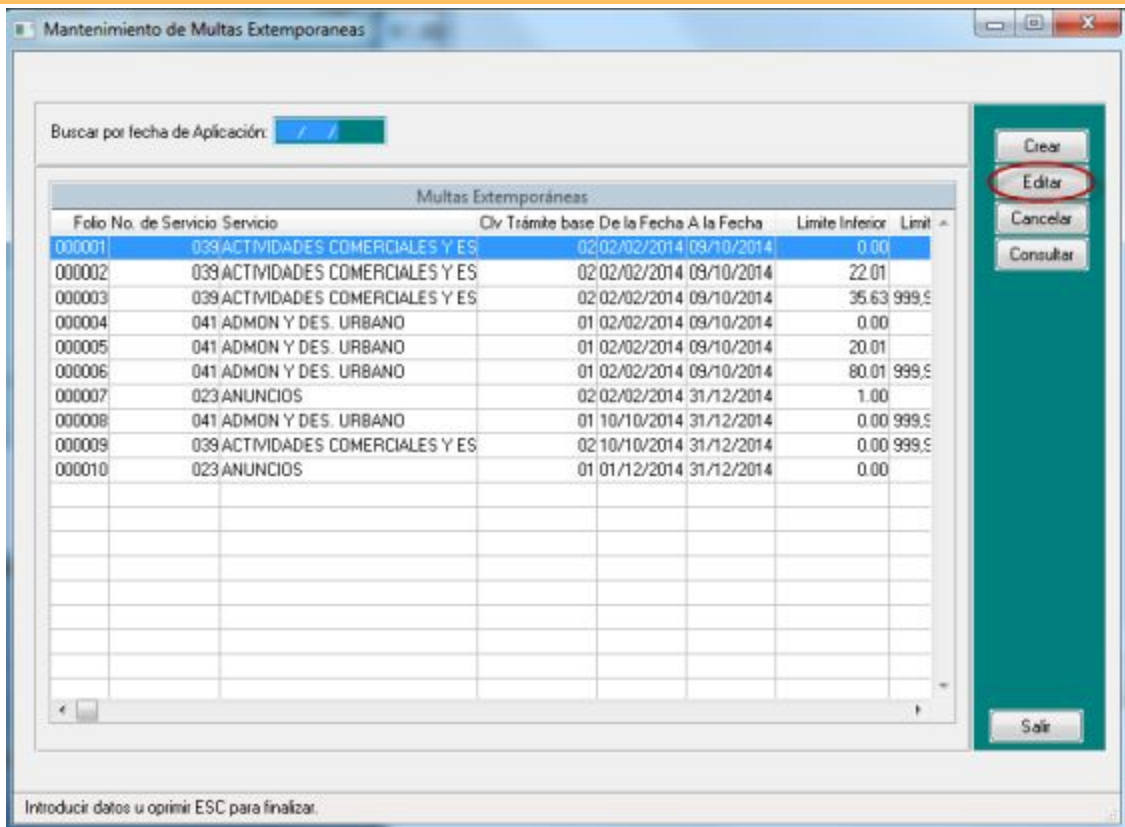 Mantenimiento de Multas Extemporaneas
Buscar por fecha de Aplicación: / /
Crear
Editar
Cancelar
Consultar
Multas Extemporáneas
Folio No. de Servicio Servicio Clv Trámite base De la Fecha A la Fecha Limite Inferior Limit
000001 039 ACTIVIDADES COMERCIALES Y ES 02 02/02/2014 09/10/2014 0.00
000002 039 ACTIVIDADES COMERCIALES Y ES 02 02/02/2014 09/10/2014 22.01
000003 039 ACTIVIDADES COMERCIALES Y ES 02 02/02/2014 09/10/2014 35.63 999,9
000004 041 ADMON Y DES. URBANO 01 02/02/2014 09/10/2014 0.00
000005 041 ADMON Y DES. URBANO 01 02/02/2014 09/10/2014 20.01
000006 041 ADMON Y DES. URBANO 01 02/02/2014 09/10/2014 80.01 999,9
000007 023 ANUNCIOS 02 02/02/2014 31/12/2014 1.00
000008 041 ADMON Y DES. URBANO 01 10/10/2014 31/12/2014 0.00 999,9
000009 039 ACTIVIDADES COMERCIALES Y ES 02 10/10/2014 31/12/2014 0.00 999,9
000010 023 ANUNCIOS 01 01/12/2014 31/12/2014 0.00
Salir
Introducir datos u oprimir ESC para finalizar.